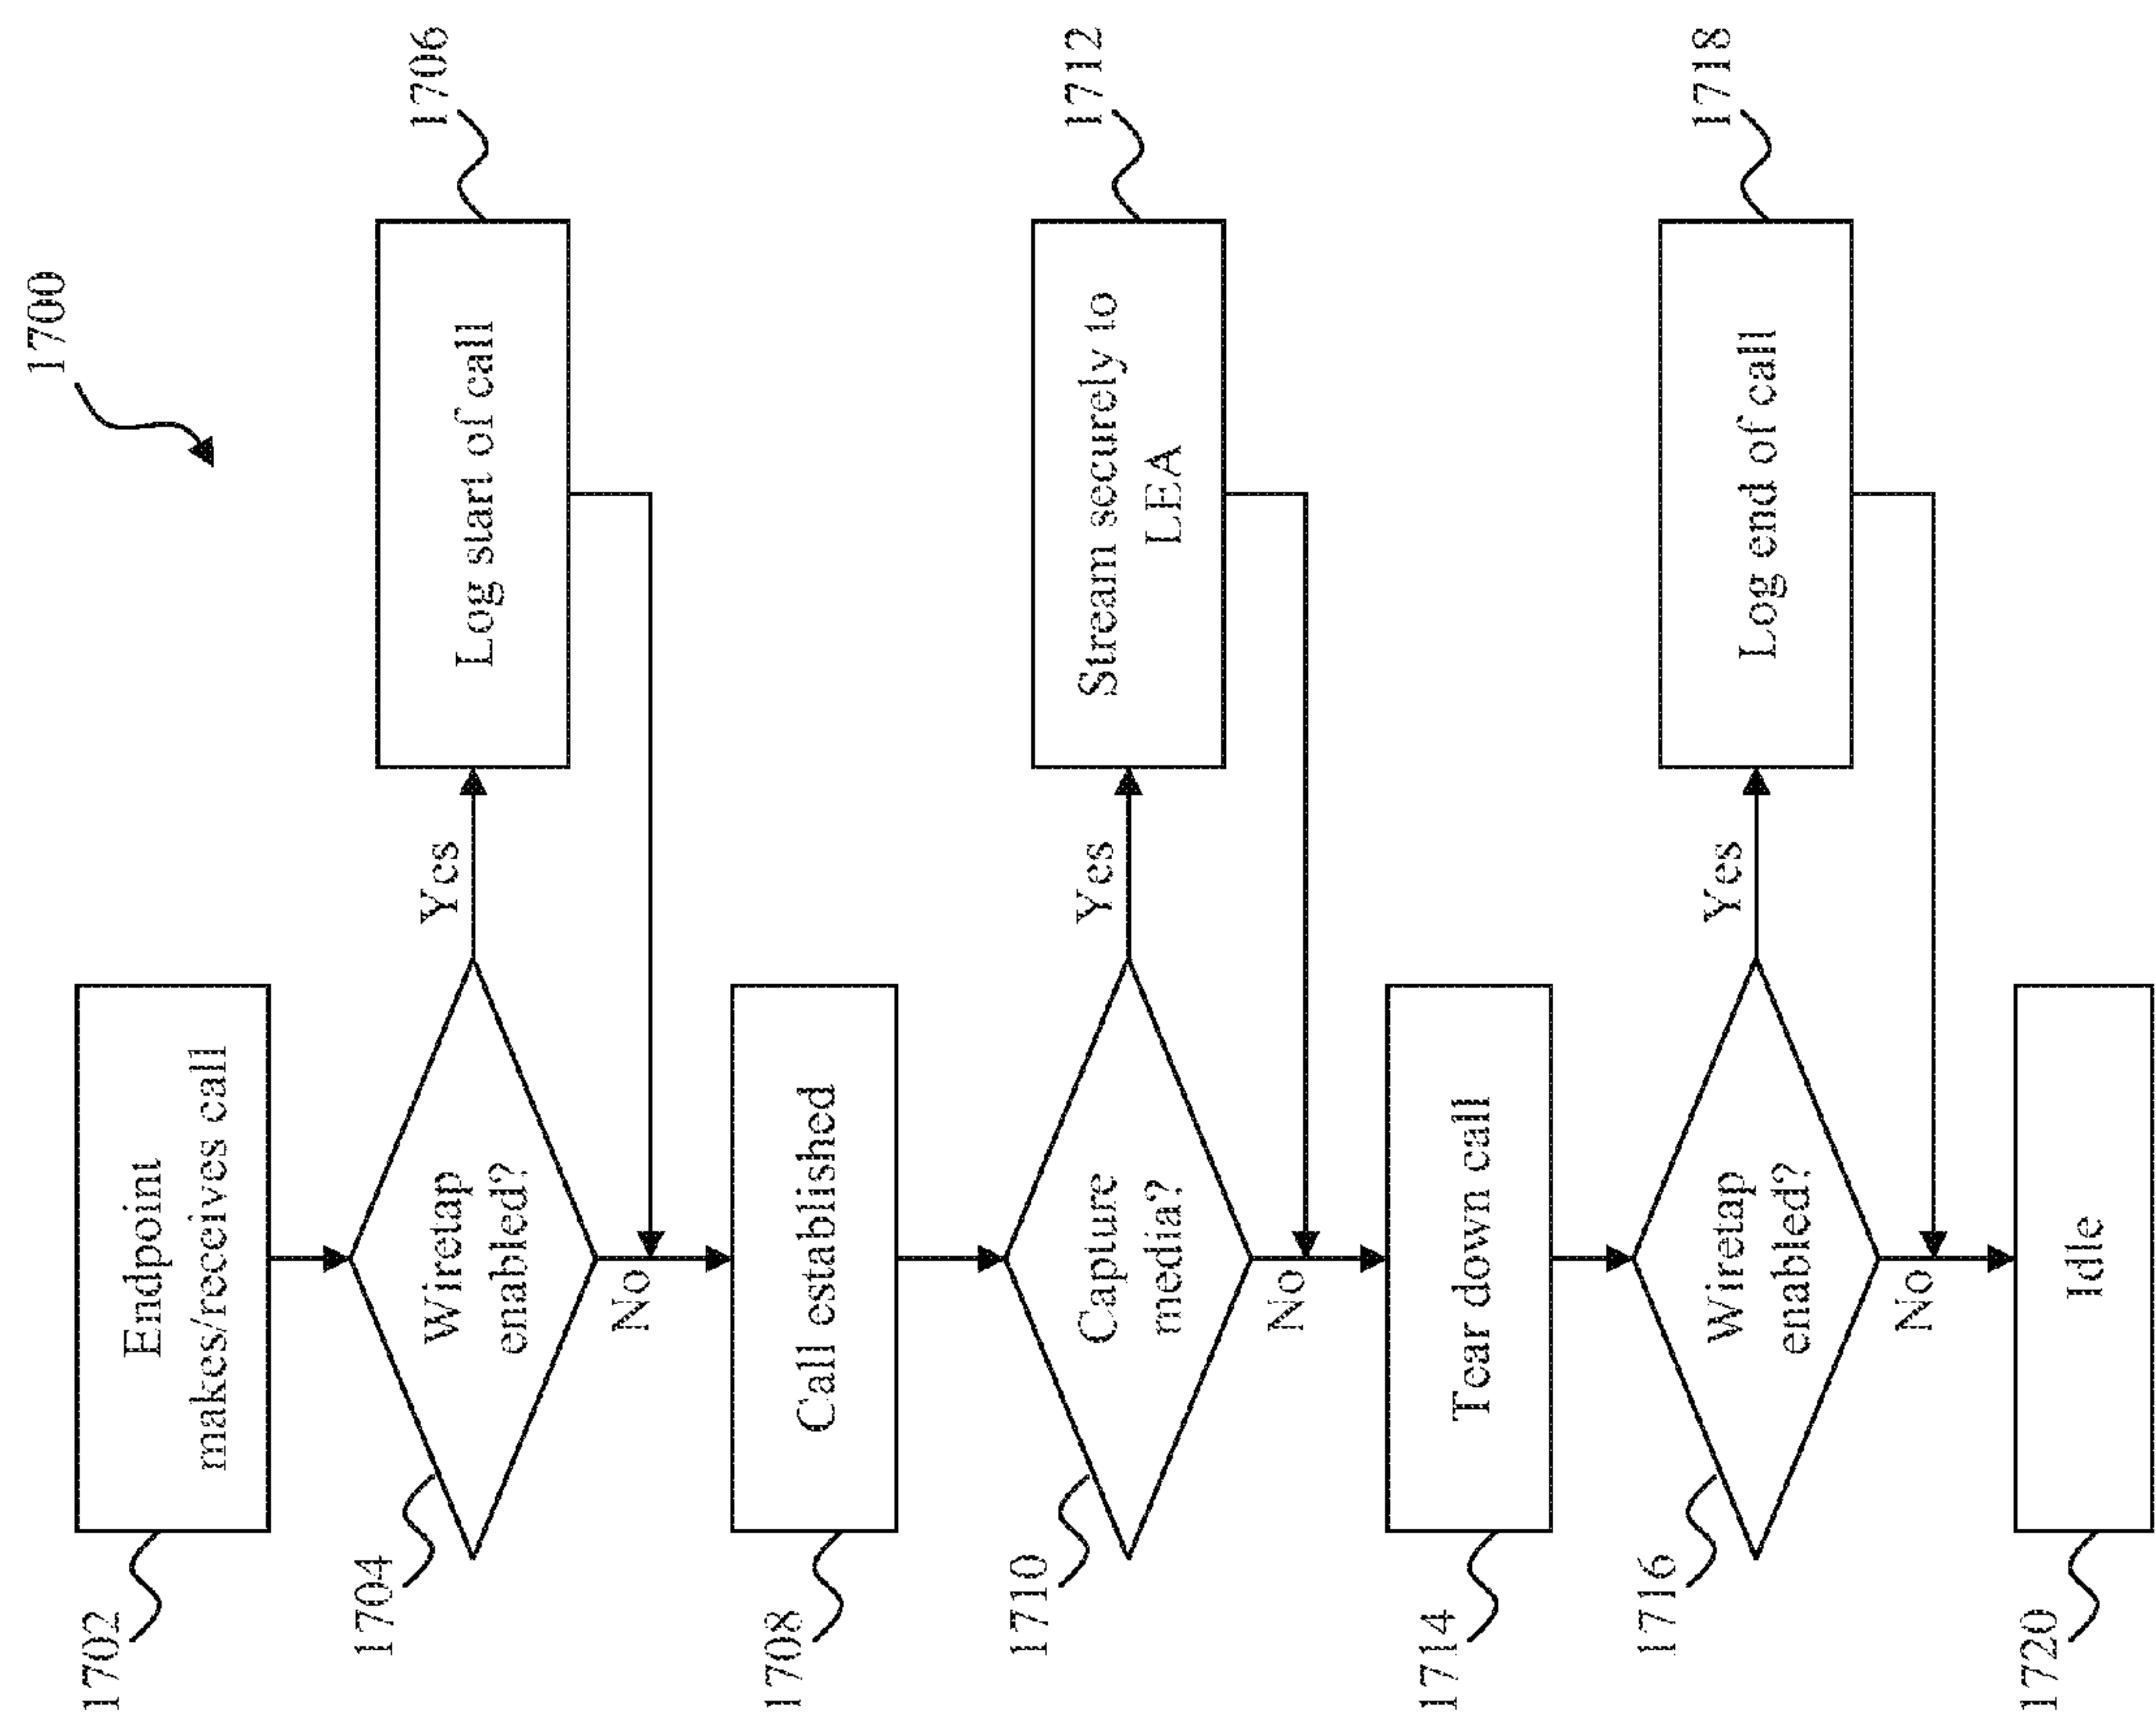 1700
1702
Endpoint
makes/receives call
1704
Wiretap
enabled?
Yes
No
1706
Log start of call
1708
Call established
1710
Capture
media?
Yes
No
1712
Stream securely to
LEA
1714
Tear down call
1716
Wiretap
enabled?
Yes
No
1718
Log end of call
1720
Idle